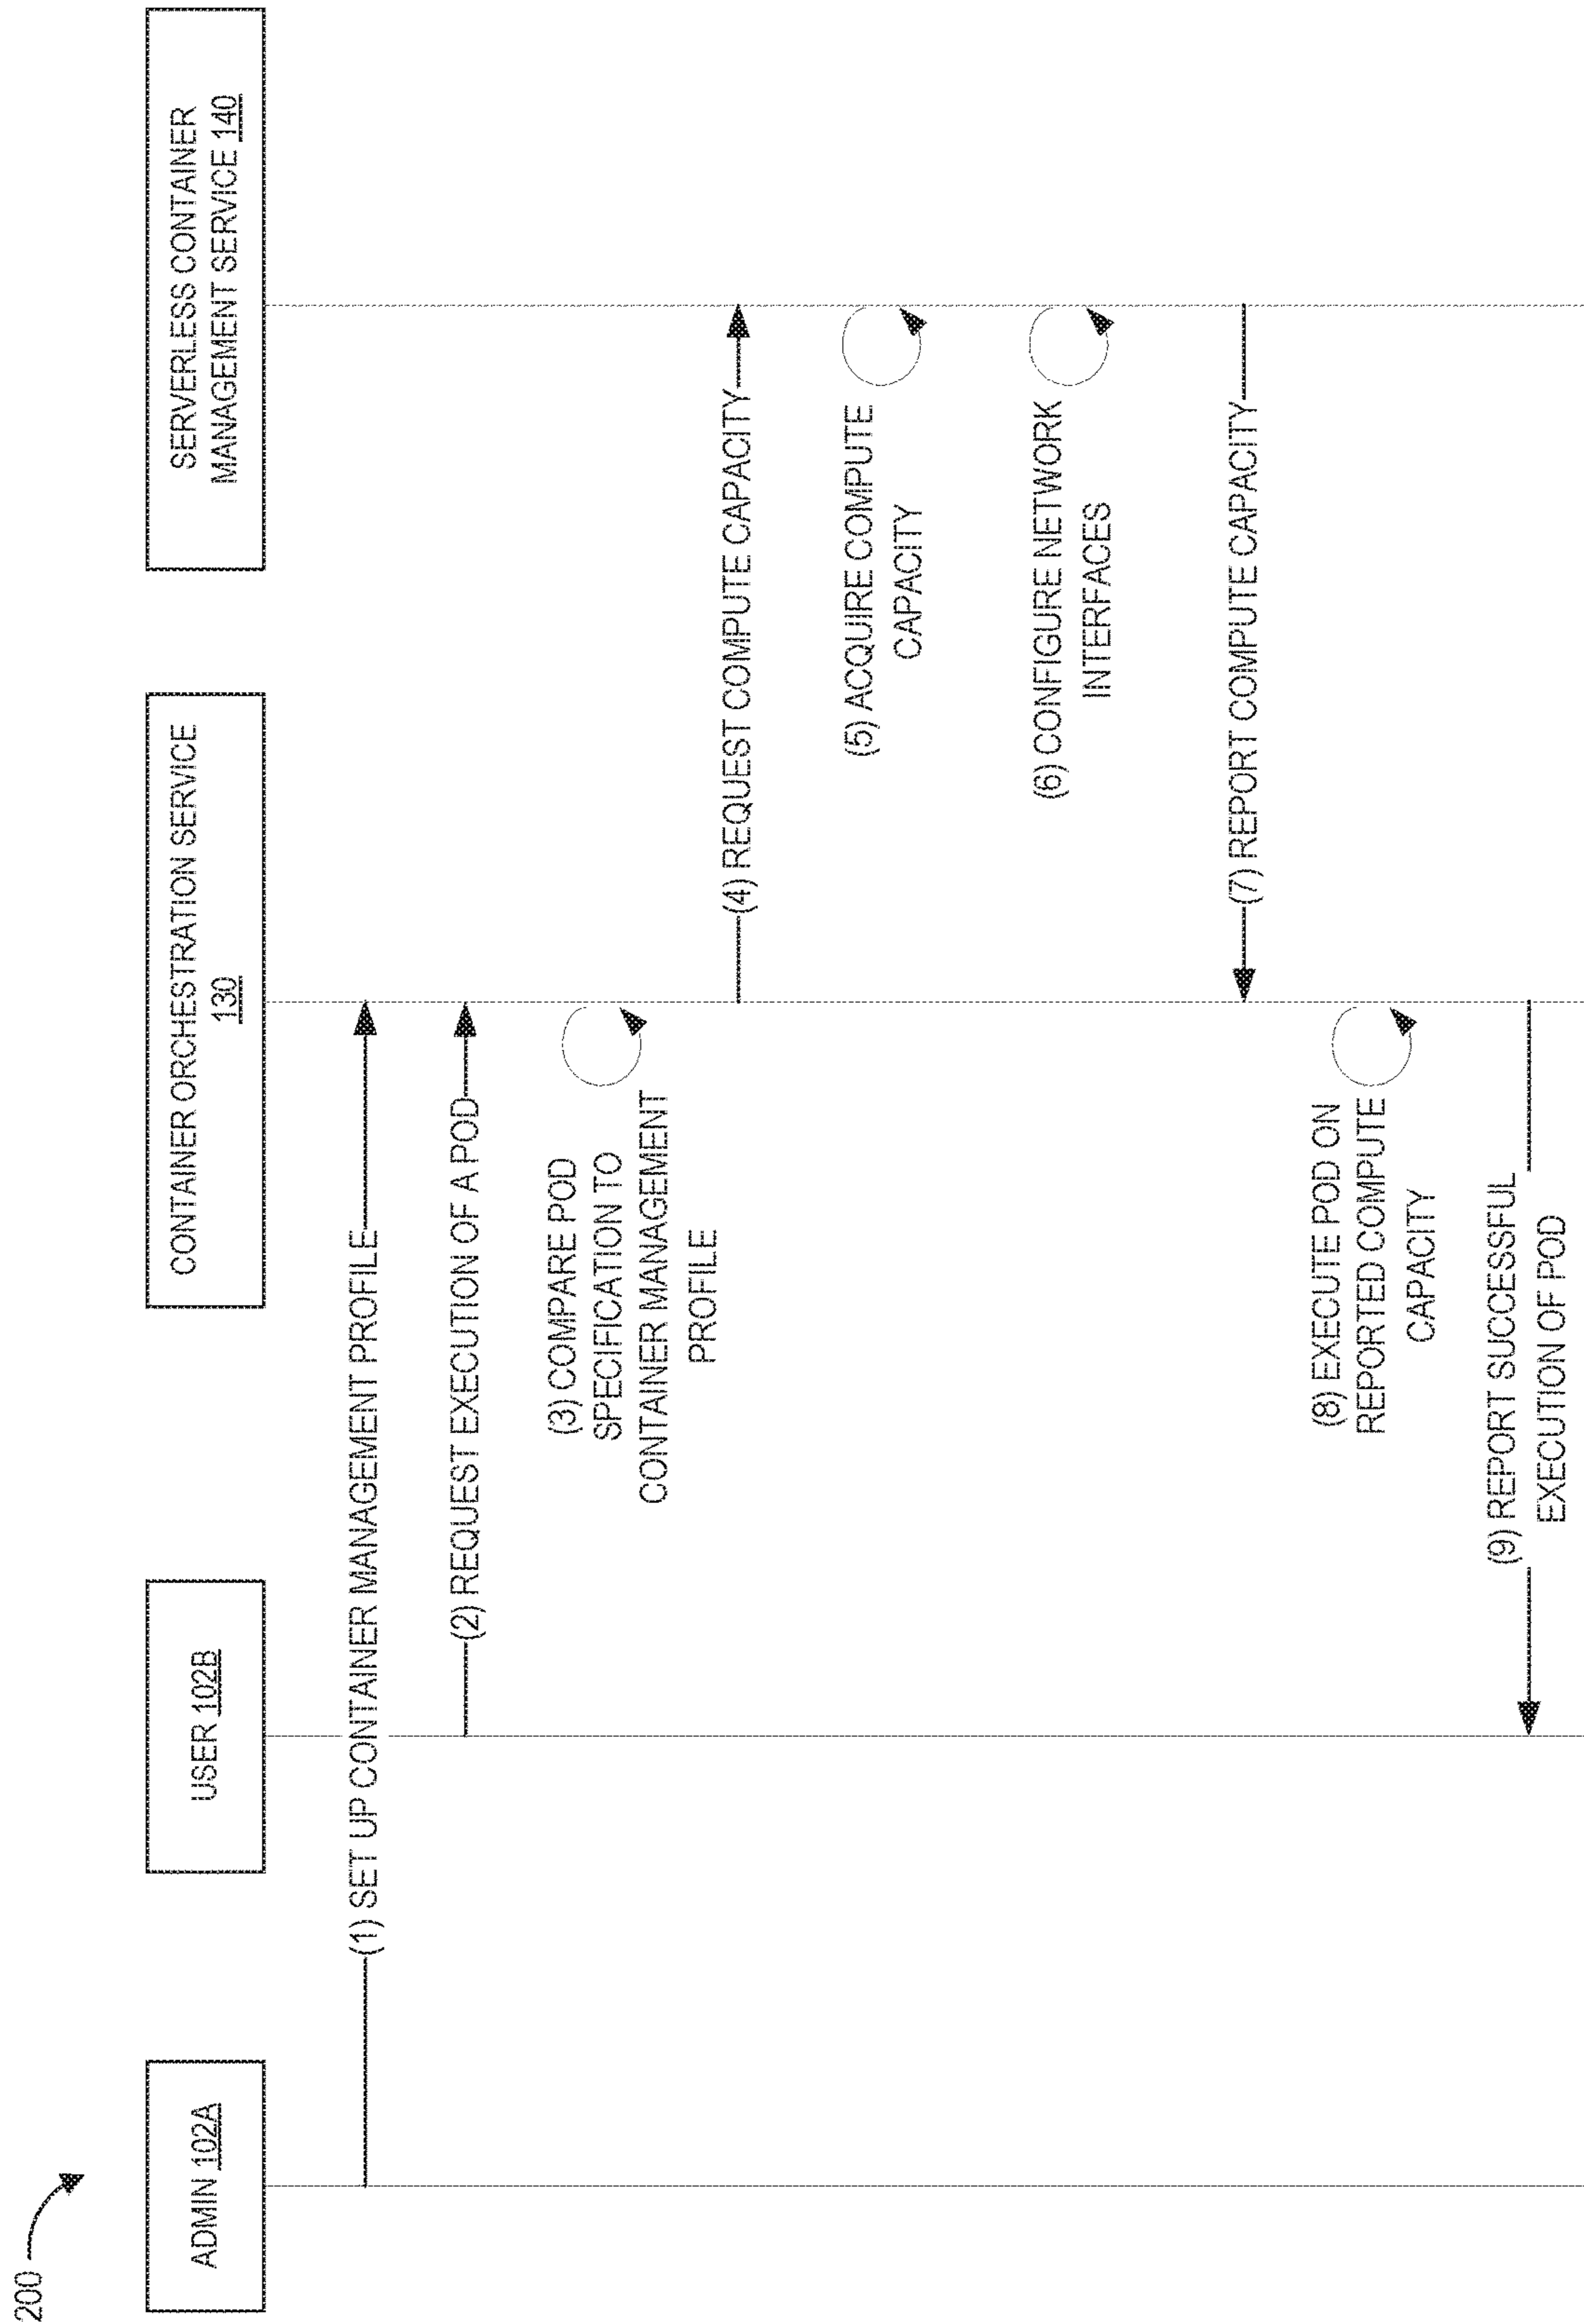 200
ADMIN 102A
USER 102B
CONTAINER ORCHESTRATION SERVICE
130
SERVERLESS CONTAINER
MANAGEMENT SERVICE 140
(1) SET UP CONTAINER MANAGEMENT PROFILE
(2) REQUEST EXECUTION OF A POD
(3) COMPARE POD
SPECIFICATION TO
CONTAINER MANAGEMENT
PROFILE
(4) REQUEST COMPUTE CAPACITY
(5) ACQUIRE COMPUTE
CAPACITY
(6) CONFIGURE NETWORK
INTERFACES
(7) REPORT COMPUTE CAPACITY
(8) EXECUTE POD ON
REPORTED COMPUTE
CAPACITY
(9) REPORT SUCCESSFUL
EXECUTION OF POD